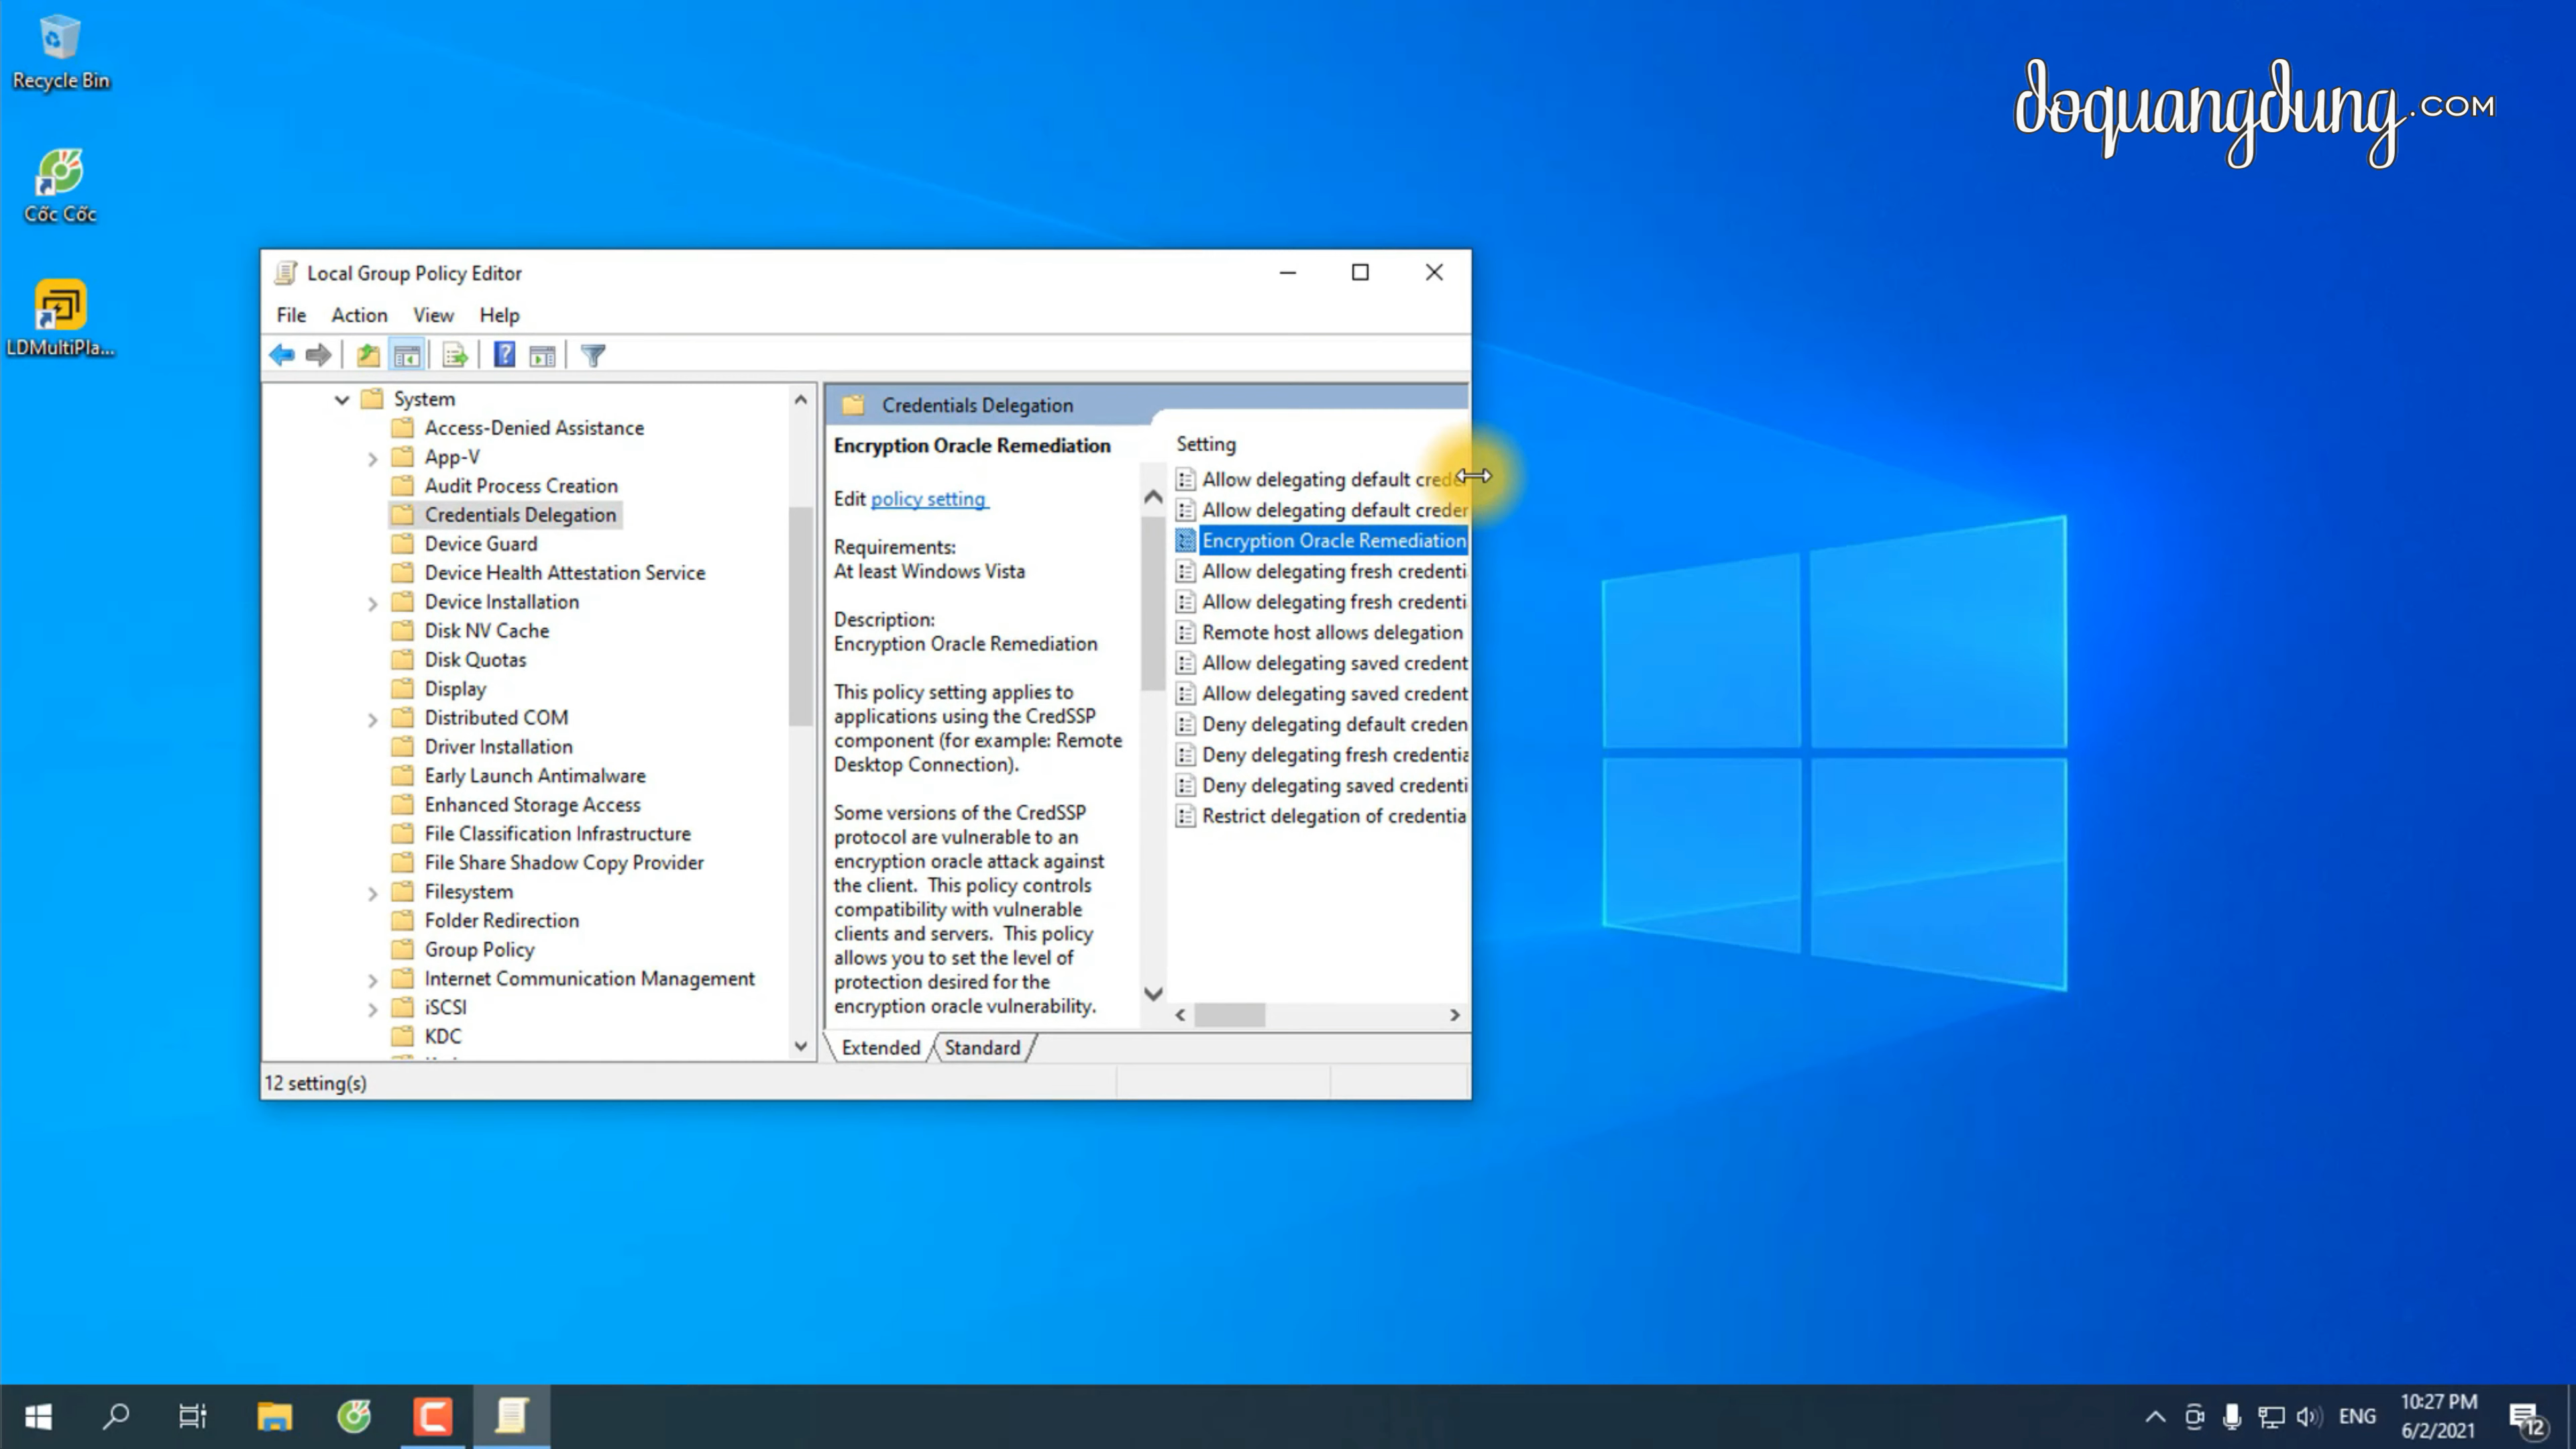 Recycle Bin
Cốc Cốc
LDMultiPla...
doquangdung.COM
Local Group Policy Editor
File Action View Help
System
Access-Denied Assistance
App-V
Audit Process Creation
Credentials Delegation
Device Guard
Device Health Attestation Service
Device Installation
Disk NV Cache
Disk Quotas
Display
Distributed COM
Driver Installation
Early Launch Antimalware
Enhanced Storage Access
File Classification Infrastructure
File Share Shadow Copy Provider
Filesystem
Folder Redirection
Group Policy
Internet Communication Management
iSCSI
KDC
Credentials Delegation
Encryption Oracle Remediation
Edit policy setting
Requirements:
At least Windows Vista
Description:
Encryption Oracle Remediation
This policy setting applies to
applications using the CredSSP
component (for example: Remote
Desktop Connection).
Some versions of the CredSSP
protocol are vulnerable to an
encryption oracle attack against
the client. This policy controls
compatibility with vulnerable
clients and servers. This policy
allows you to set the level of
protection desired for the
encryption oracle vulnerability.
Setting
Allow delegating default crede
Allow delegating default creder
Encryption Oracle Remediation
Allow delegating fresh credenti
Allow delegating fresh credenti
Remote host allows delegation
Allow delegating saved credent
Allow delegating saved credent
Deny delegating default creden
Deny delegating fresh credentia
Deny delegating saved credenti
Restrict delegation of credentia
Extended Standard
12 setting(s)
ENG
10:27 PM
6/2/2021
12